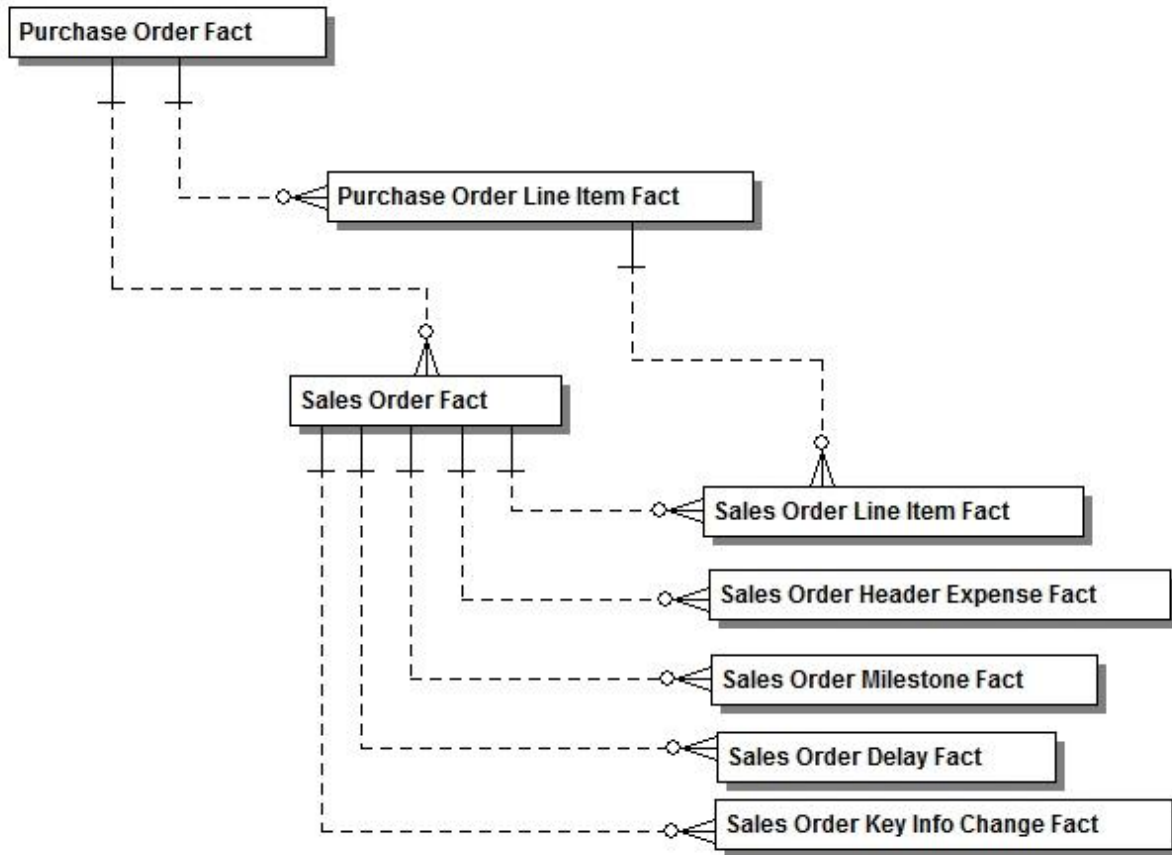 Purchase Order Fact
Purchase Order Line Item Fact
Sales Order Fact
Sales Order Line Item Fact
Sales Order Header Expense Fact
Sales Order Milestone Fact
Sales Order Delay Fact
Sales Order Key Info Change Fact